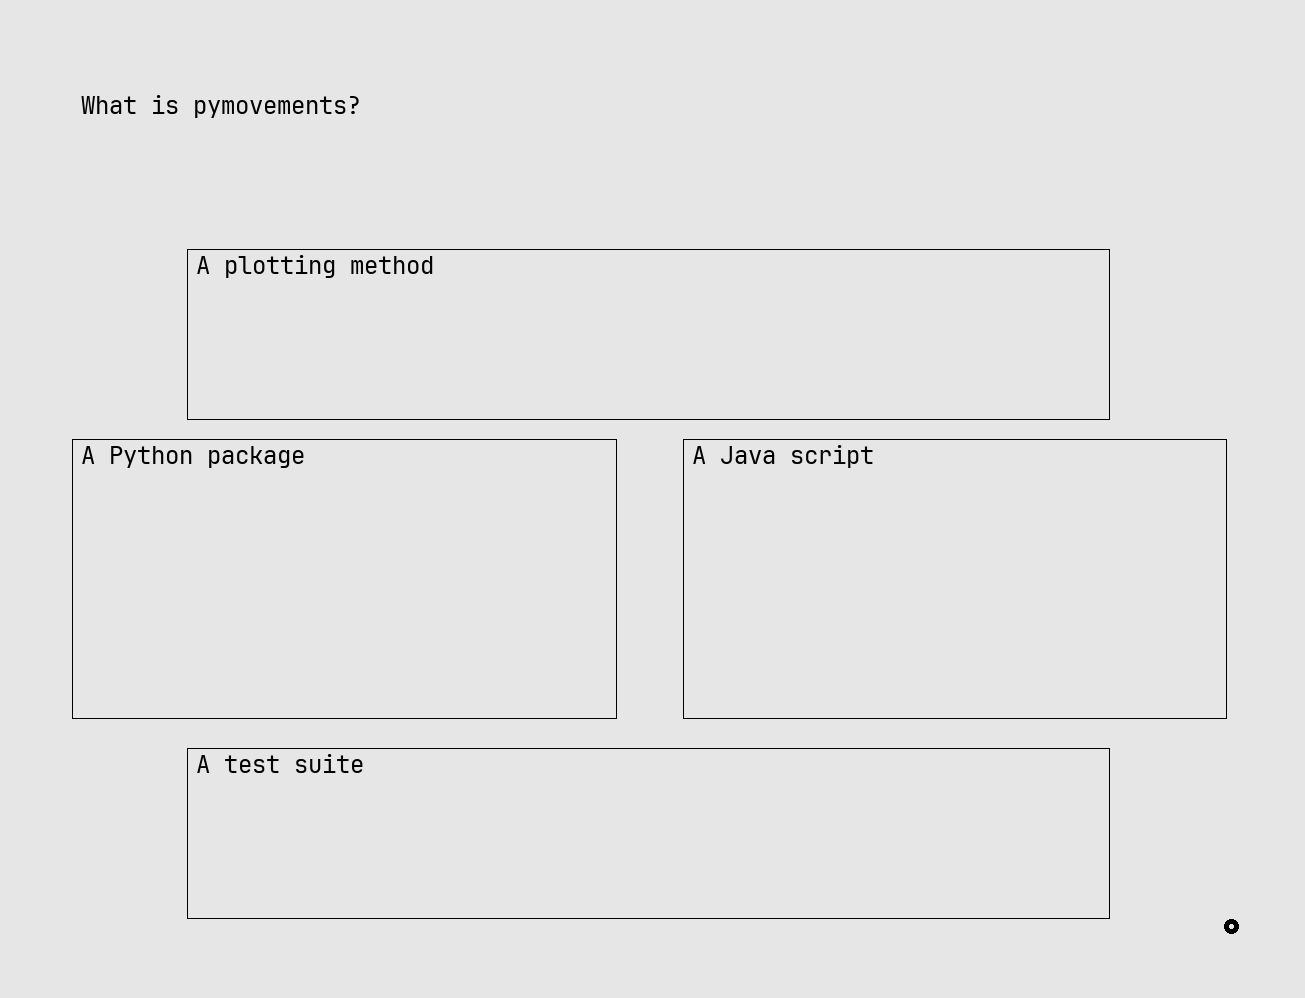 What is pymovements?
A plotting method
A Python package
A Java script
A test suite